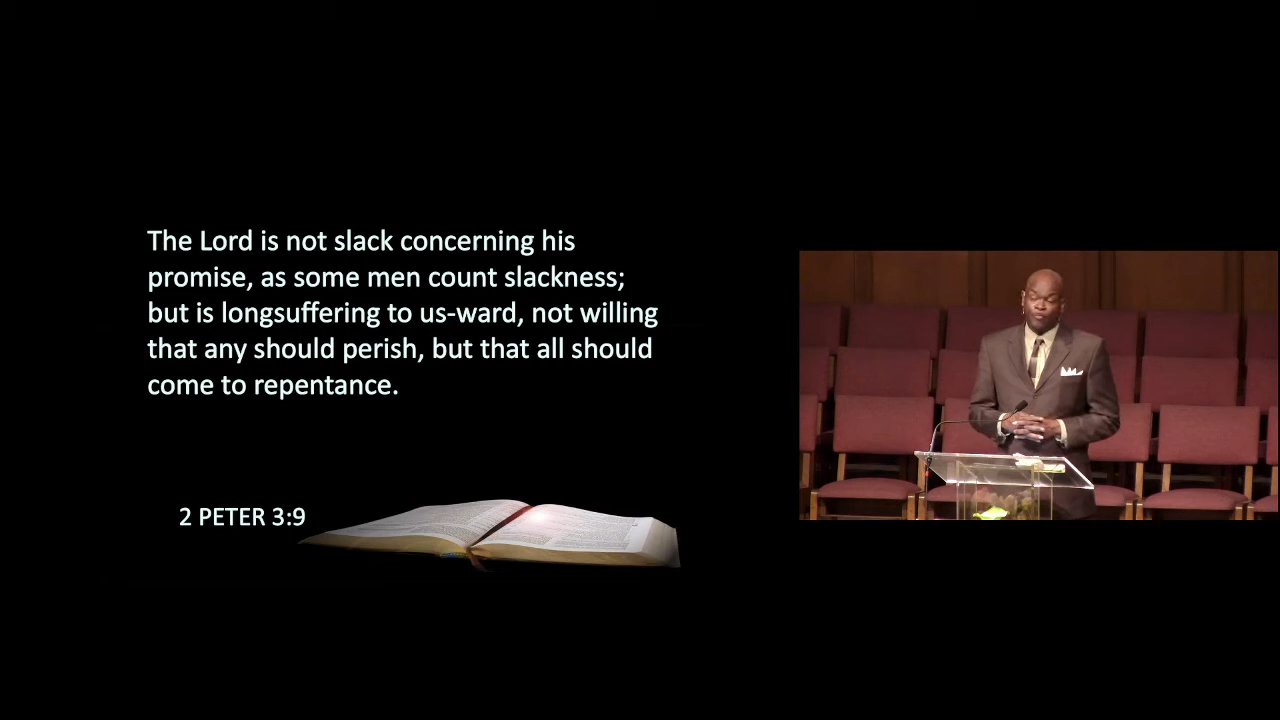 The Lord is not slack concerning his
promise, as some men count slackness;
but is longsuffering to us-ward, not willing
that any should perish, but that all should
come to repentance.
2 PETER 3:9